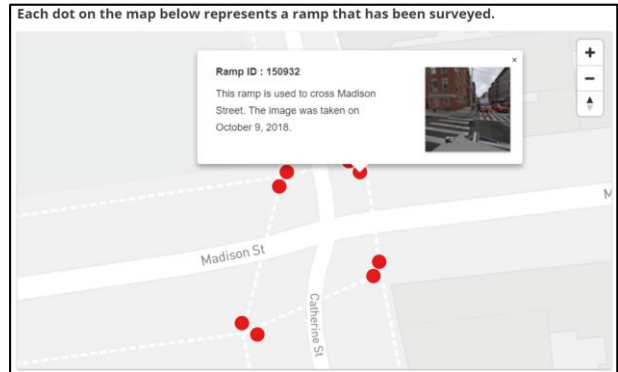 Each dot on the map below represents a ramp that has been surveyed.
Ramp ID : 150932
×
This ramp is used to cross Madison
Street. The image was taken on
October 9, 2018.
+
−
M
Madison St
Catherine St